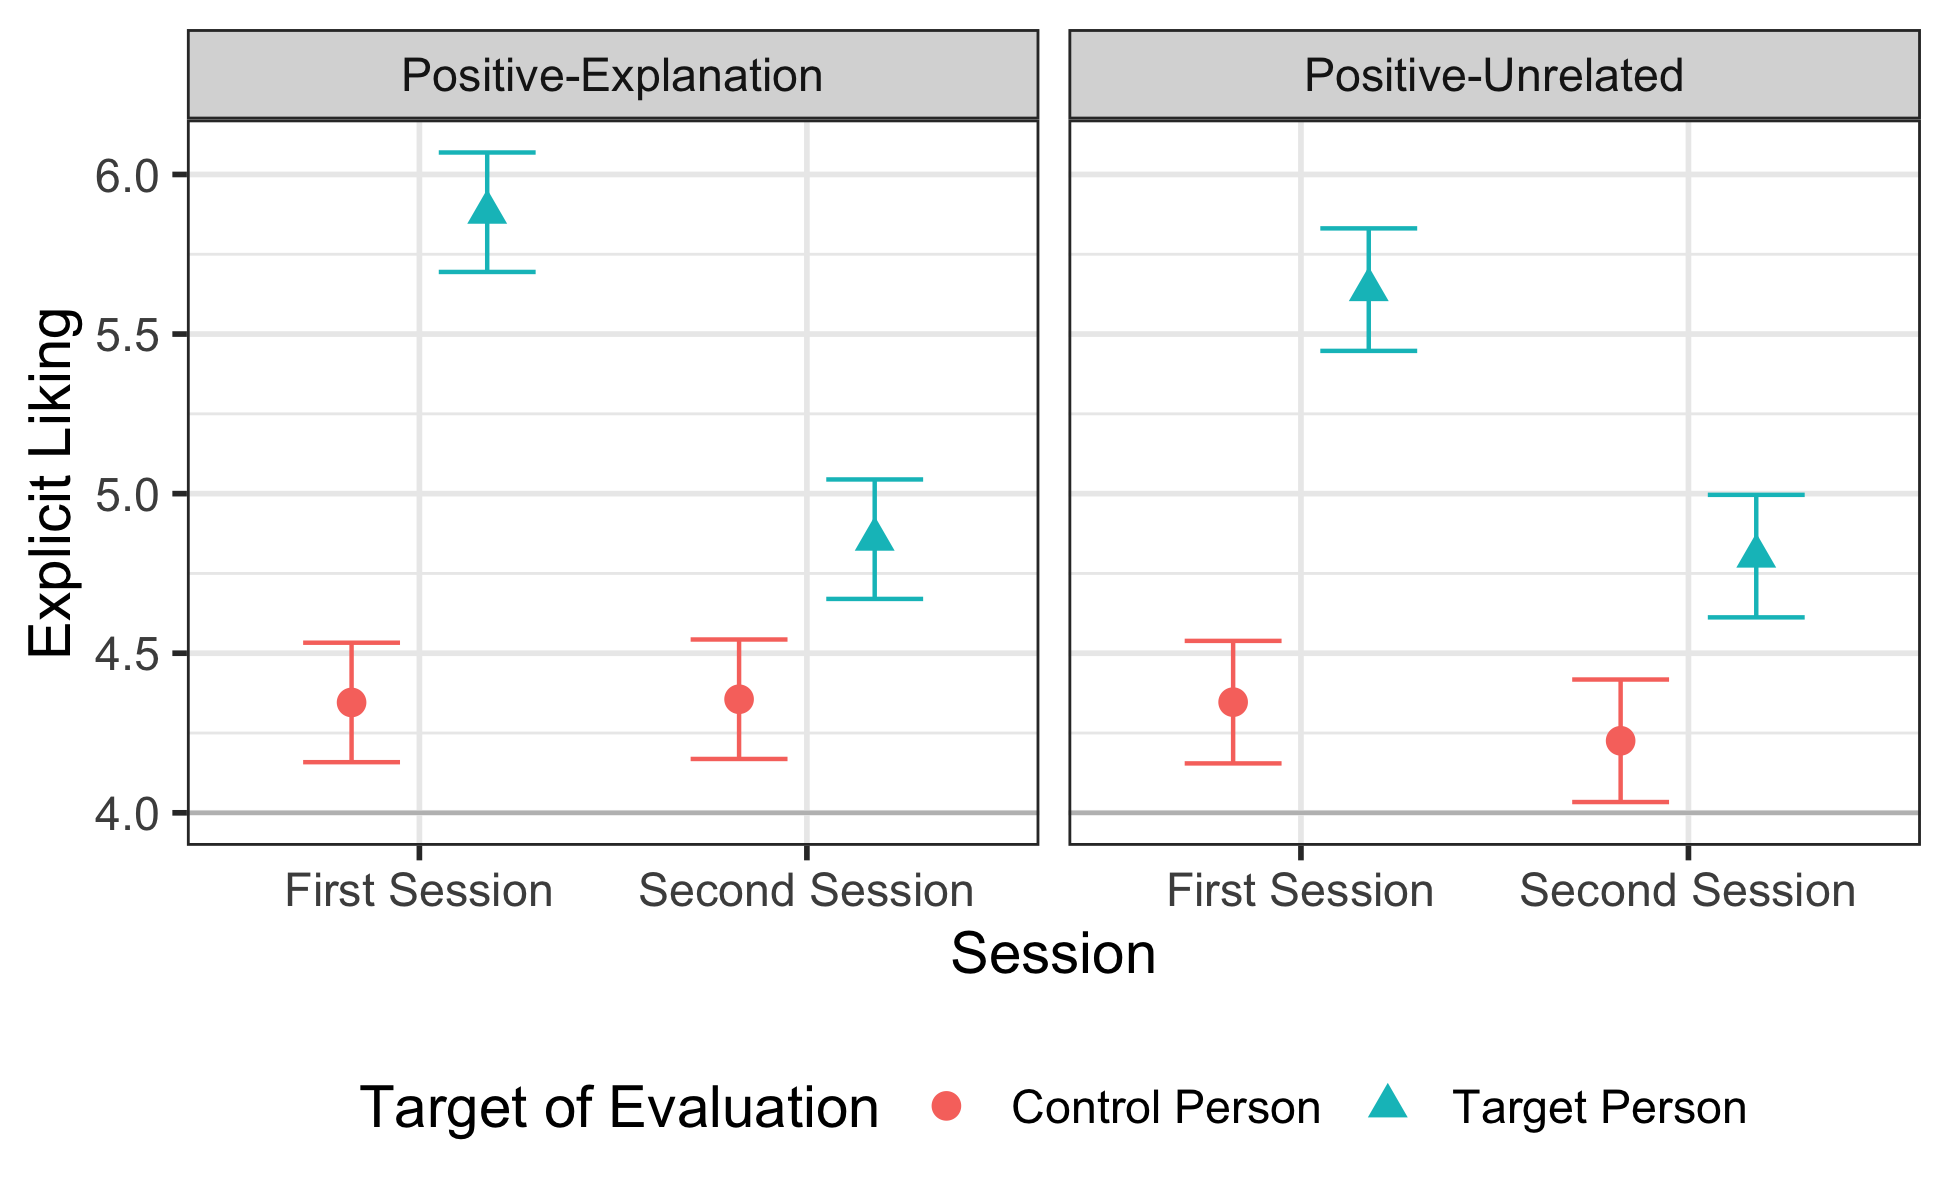 Positive-Explanation
Positive-Unrelated
Explicit Liking
6.0
5.5
5.0
4.5
4.0
First Session
Second Session
First Session
Second Session
Session
Target of Evaluation
Control Person
Target Person